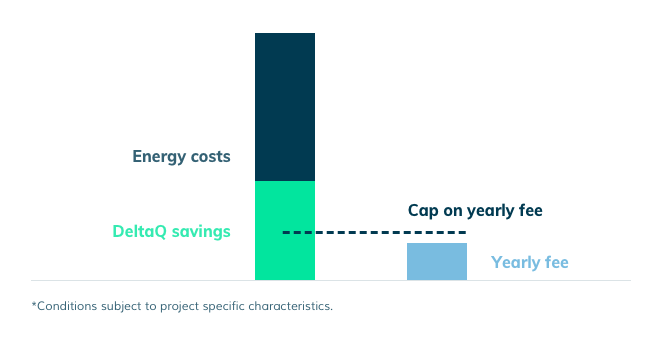 Energy costs
Cap on yearly fee
DeltaQ savings
Yearly fee
*Conditions subject to project specific characteristics.